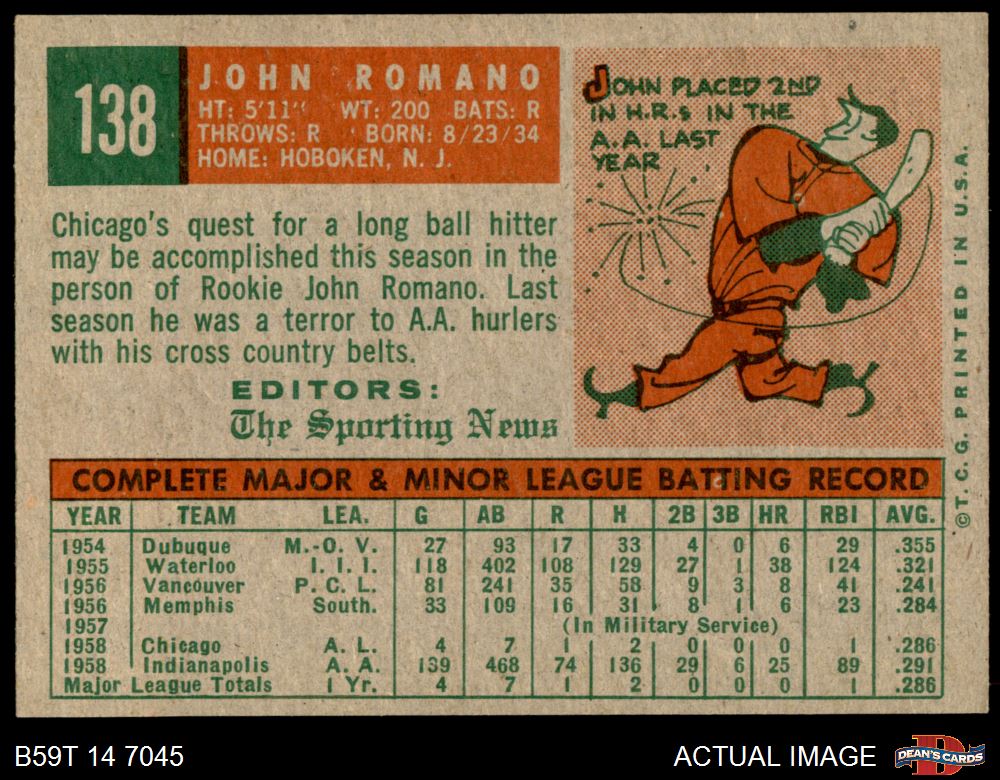 138
JOHN ROMANO
HT: 5'11" WT: 200 BATS: R
THROWS: R BORN: 8/23/34
HOME: HOBOKEN, N. J.
JOHN PLACED 2ND
IN H.R.s IN THE
A.A. LAST
YEAR
Chicago's quest for a long ball hitter
may be accomplished this season in the
person of Rookie John Romano. Last
season he was a terror to A.A. hurlers
with his cross country belts.
EDITORS:
The Sporting News
©T. C. G. PRINTED IN U.S.A.
COMPLETE MAJOR & MINOR LEAGUE BATTING RECORD
YEAR TEAM LEA. G AB R H 2B 3B HR RBI AVG.
1954 Dubuque M.-O. V. 27 93 17 33 4 0 6 29 .355
1955 Waterloo I. I. I. 118 402 108 129 27 1 38 124 .321
1956 Vancouver P. C. L. 81 241 35 58 9 3 8 41 .241
1956 Memphis South. 33 109 16 31 8 1 6 23 .284
1957 (In Military Service)
1958 Chicago A. L. 4 7 1 2 0 0 0 1 .286
1958 Indianapolis A. A. 139 468 74 136 29 6 25 89 .291
Major League Totals 1 Yr. 4 7 1 2 0 0 0 1 .286
B59T 14 7045
ACTUAL IMAGE
DEAN'S CARDS